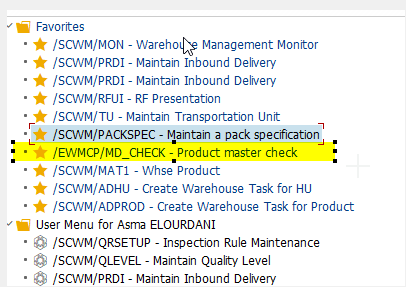 Favorites
/SCWM/MON - Warehouse Management Monitor
/SCWM/PRDI - Maintain Inbound Delivery
/SCWM/PRDI - Maintain Inbound Delivery
/SCWM/RFUI - RF Presentation
/SCWM/TU - Maintain Transportation Unit
/SCWM/PACKSPEC - Maintain a pack specification
/EWMCP/MD_CHECK - Product master check
/SCWM/MAT1 - Whse Product
/SCWM/ADHU - Create Warehouse Task for HU
/SCWM/ADPROD - Create Warehouse Task for Product
User Menu for Asma ELOURDANI
/SCWM/QRSETUP - Inspection Rule Maintenance
/SCWM/QLEVEL - Maintain Quality Level
/SCWM/PRDI - Maintain Inbound Delivery